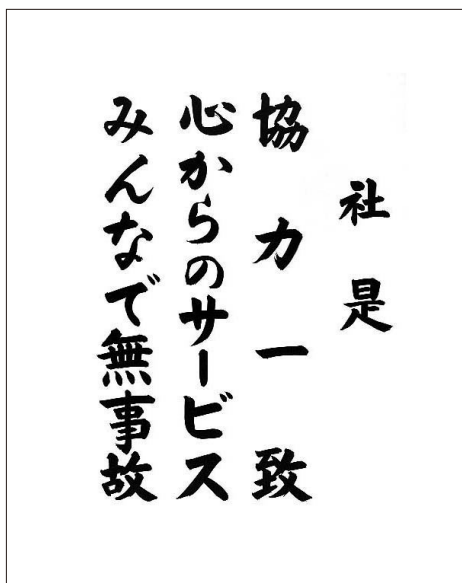 社是
協力一致
心からのサービス
みんなで無事故